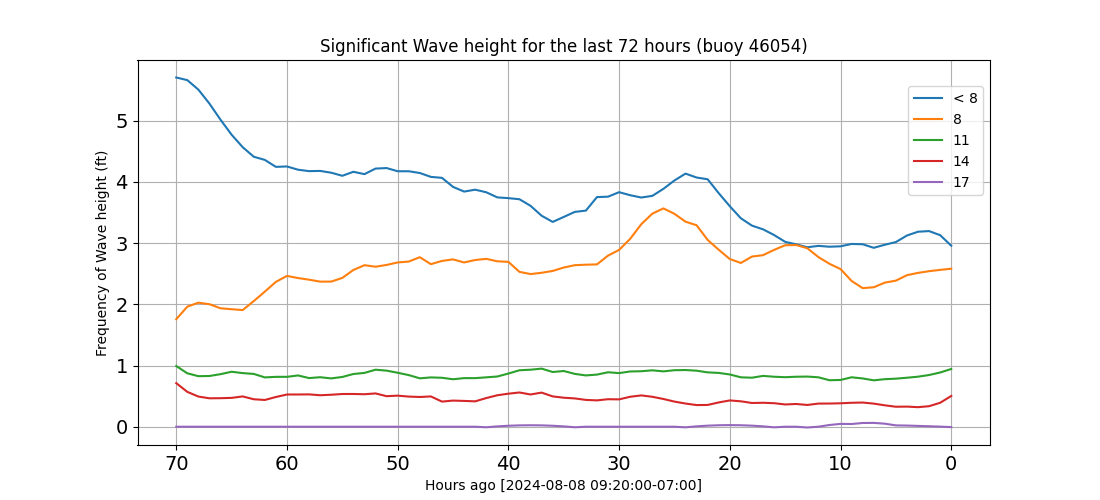 Significant Wave height for the last 72 hours (buoy 46054)
Frequency of Wave height (ft)
5
4
3
2
1
0
< 8
8
11
14
17
70 60 50 40 30 20 10 0
Hours ago [2024-08-08 09:20:00-07:00]